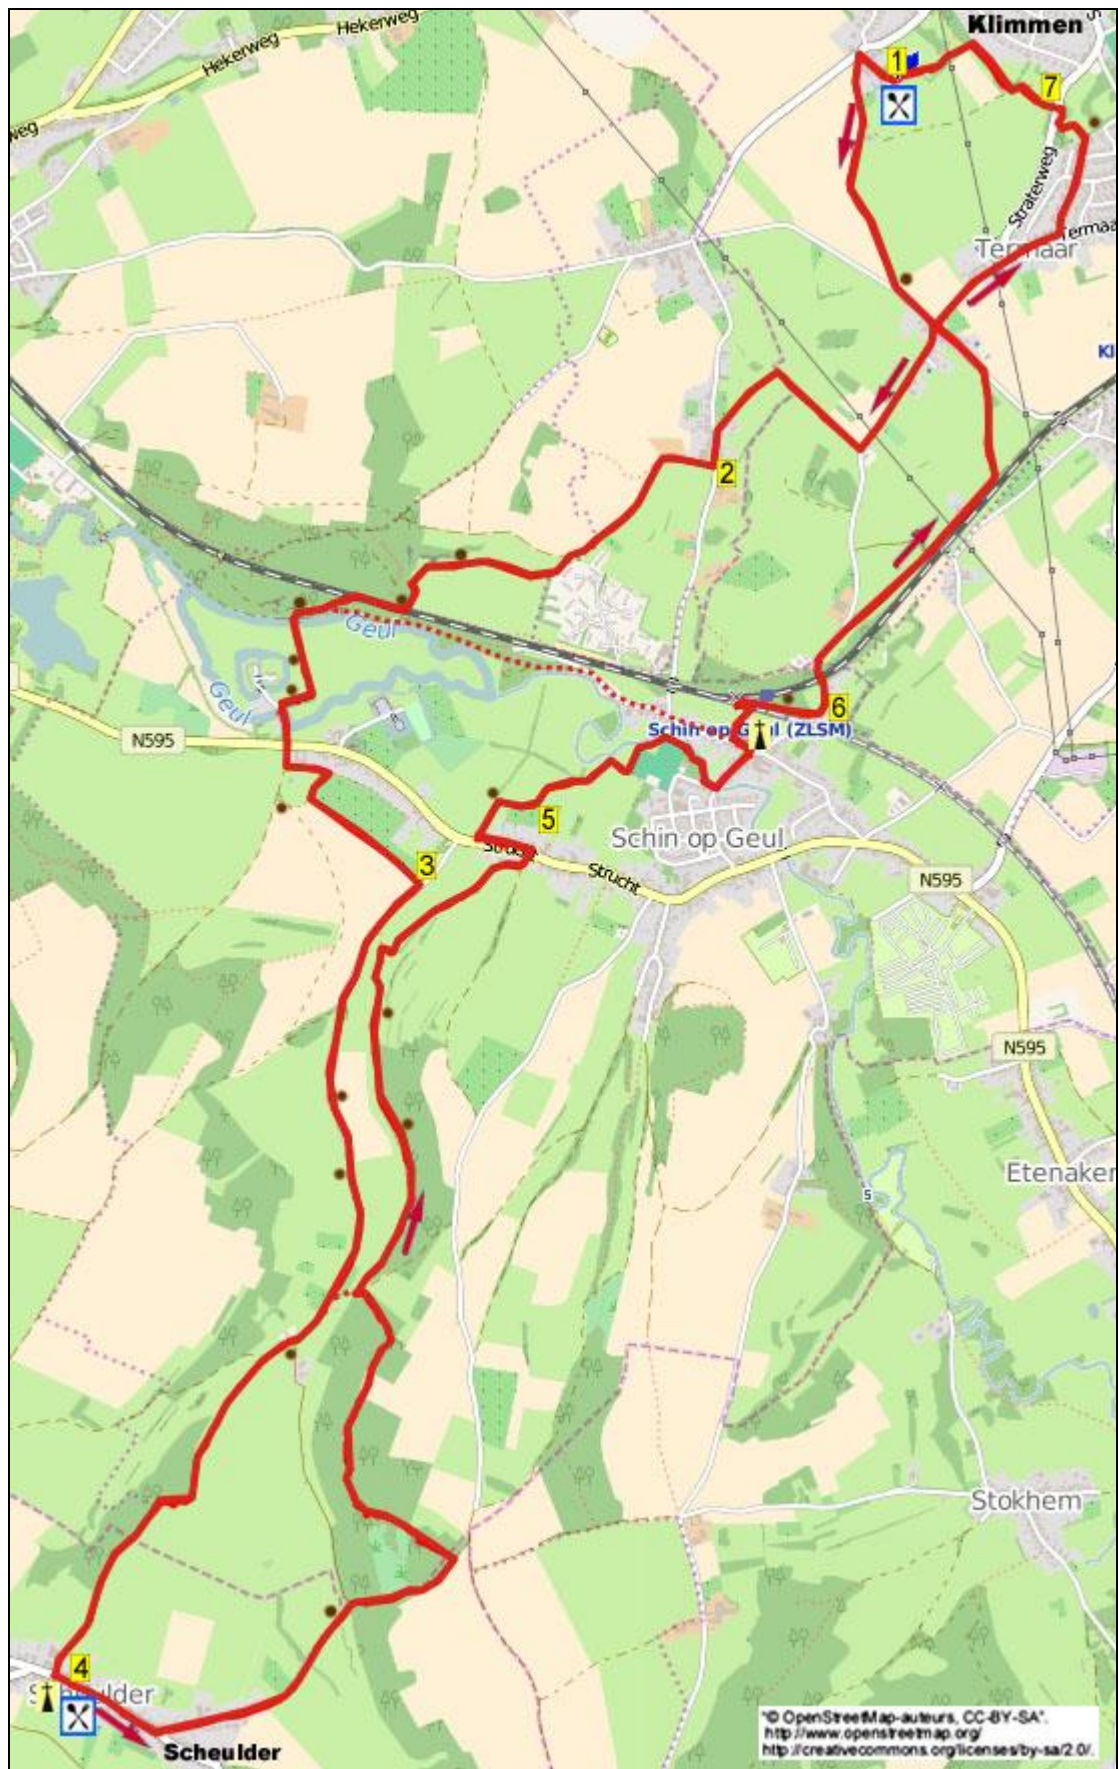 Klimmen
Hekerweg
Hekerweg
1
7
weg
Straterweg
Termaa
Termaar
Kl
2
Geul
Geul
6
N595
Schin op Geul (ZLSM)
5
Schin op Geul
3
Strucht
Strucht
N595
N595
Etenaker
5
Stokhem
4
Scheulder
Scheulder
"© OpenStreetMap-auteurs, CC-BY-SA".
http://www.openstreetmap.org/
http://creativecommons.org/licenses/by-sa/2.0/.